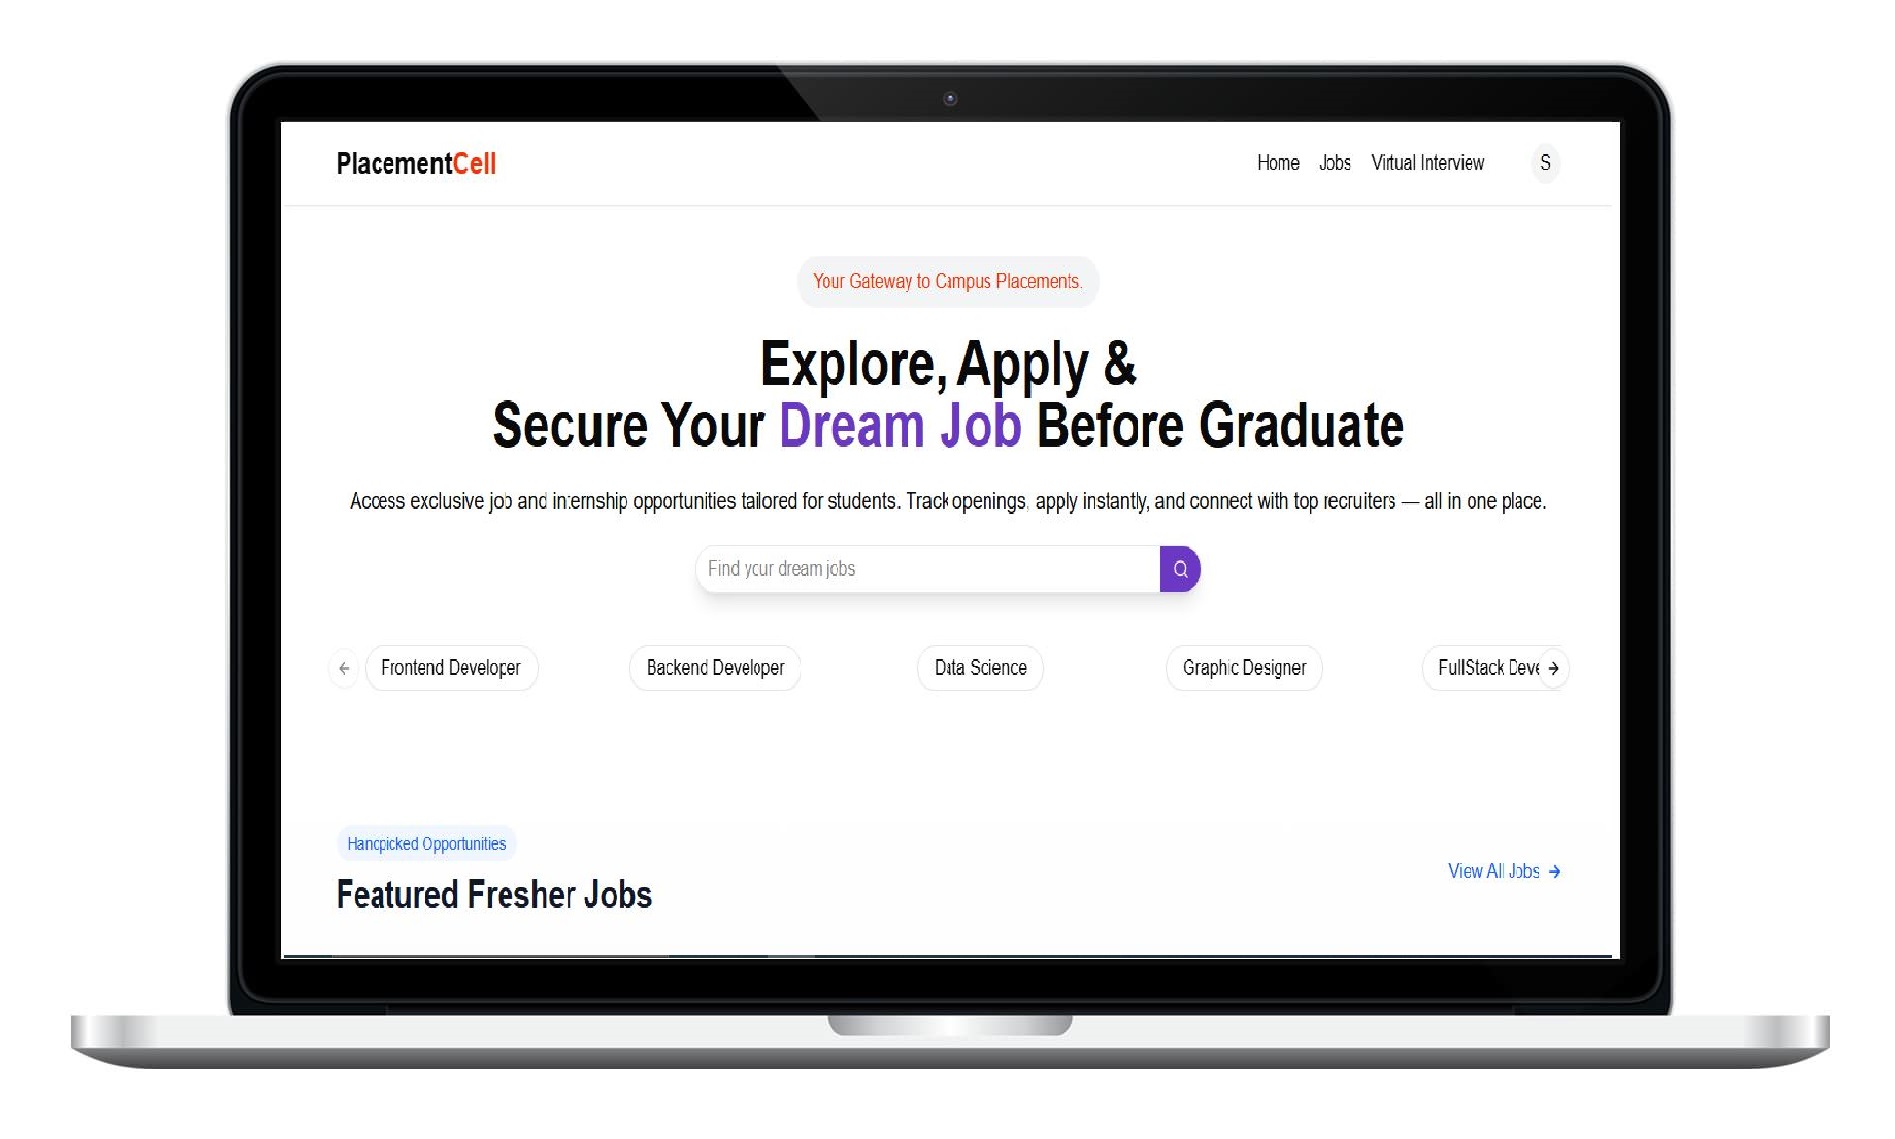 PlacementCell
Home Jobs Virtual Interview S
Your Gateway to Campus Placements.
Explore, Apply &
Secure Your Dream Job Before Graduate
Access exclusive job and internship opportunities tailored for students. Track openings, apply instantly, and connect with top recruiters — all in one place.
Find your dream jobs
Frontend Developer Backend Developer Data Science Graphic Designer FullStack Deve
Handpicked Opportunities
Featured Fresher Jobs
View All Jobs →